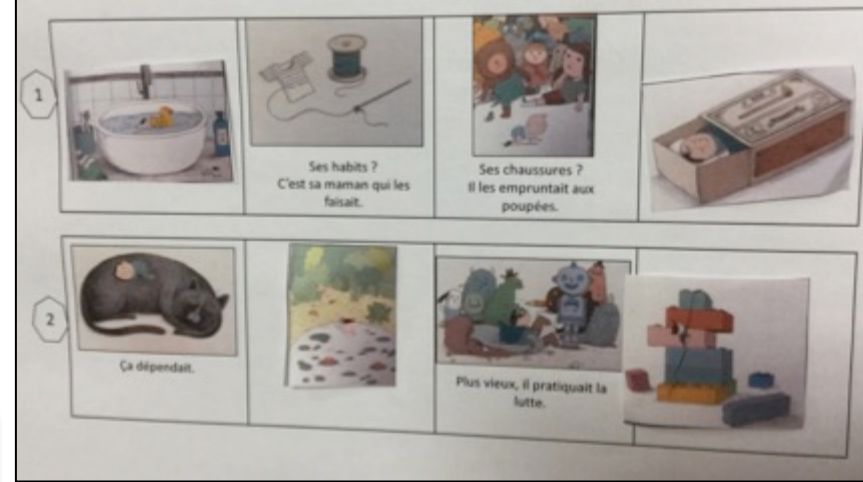 1
Ses habits ?
C'est sa maman qui les
faisait.
Ses chaussures ?
Il les empruntait aux
poupées.
2
Ça dépendait.
Plus vieux, il pratiquait la
lutte.